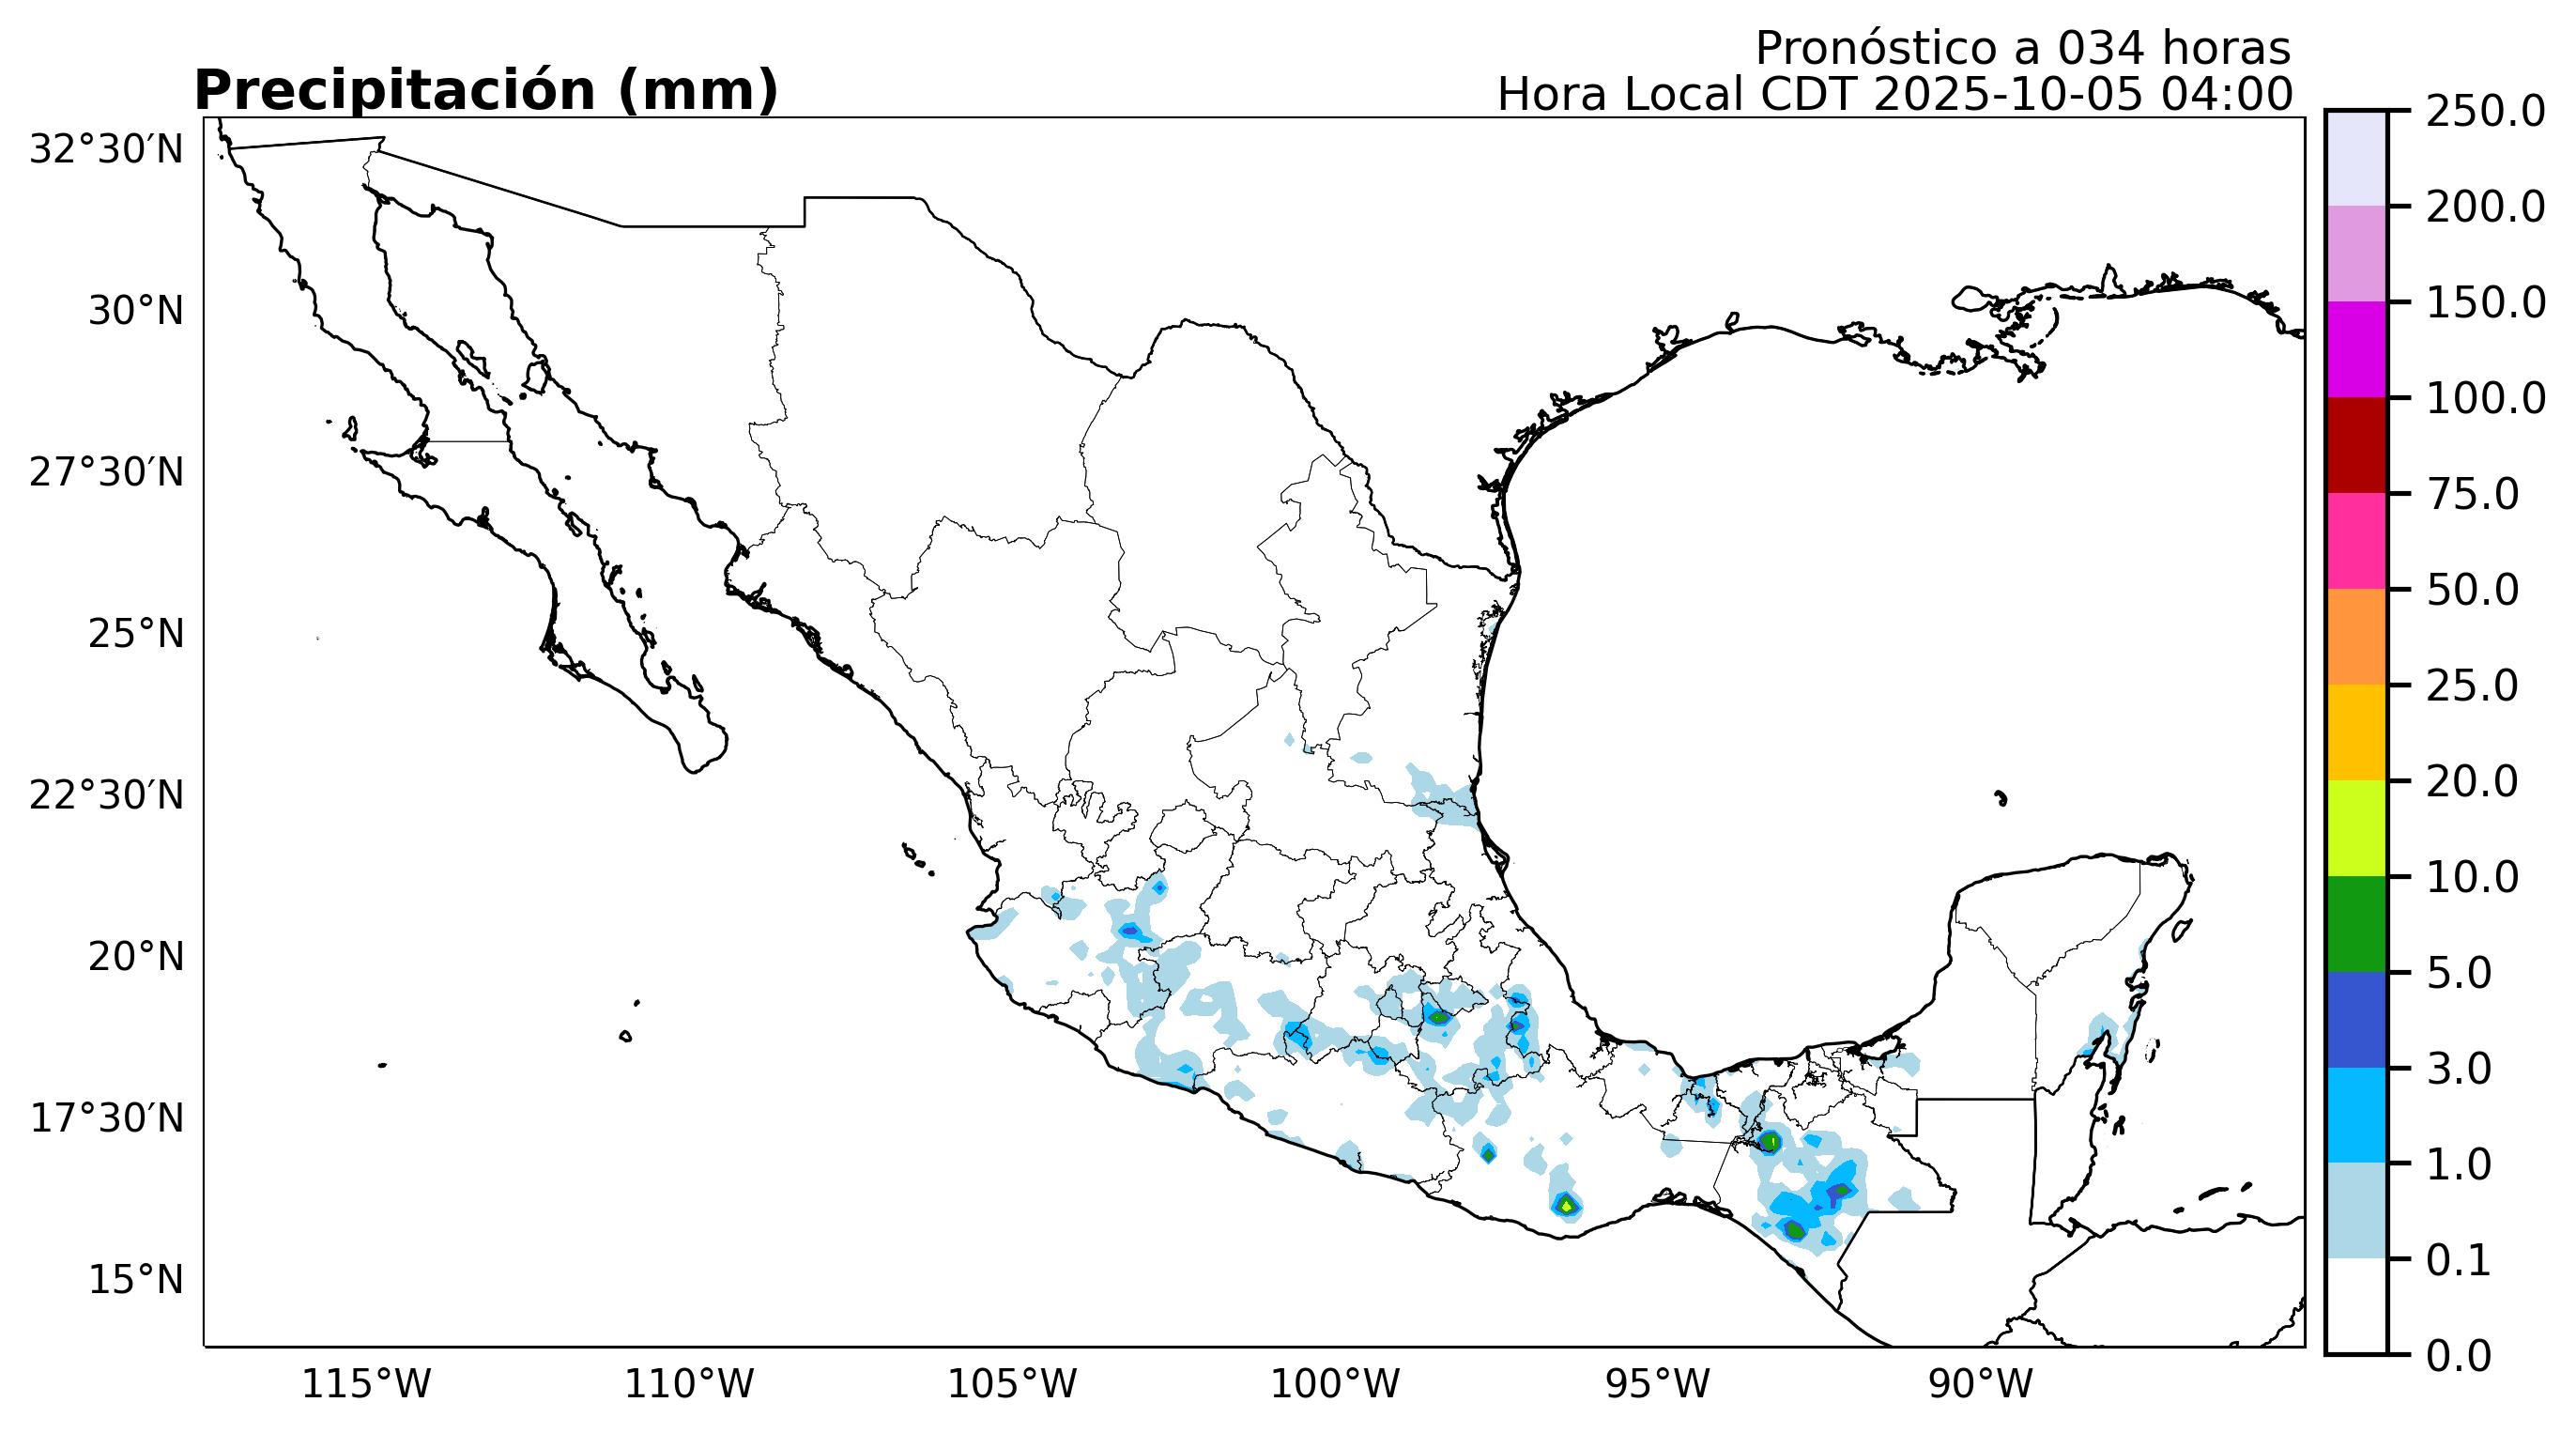 Pronóstico a 034 horas
Precipitación (mm)
Hora Local CDT 2025-10-05 04:00
32°30′N
30°N
27°30′N
25°N
22°30′N
20°N
17°30′N
15°N
115°W
110°W
105°W
100°W
95°W
90°W
250.0
200.0
150.0
100.0
75.0
50.0
25.0
20.0
10.0
5.0
3.0
1.0
0.1
0.0